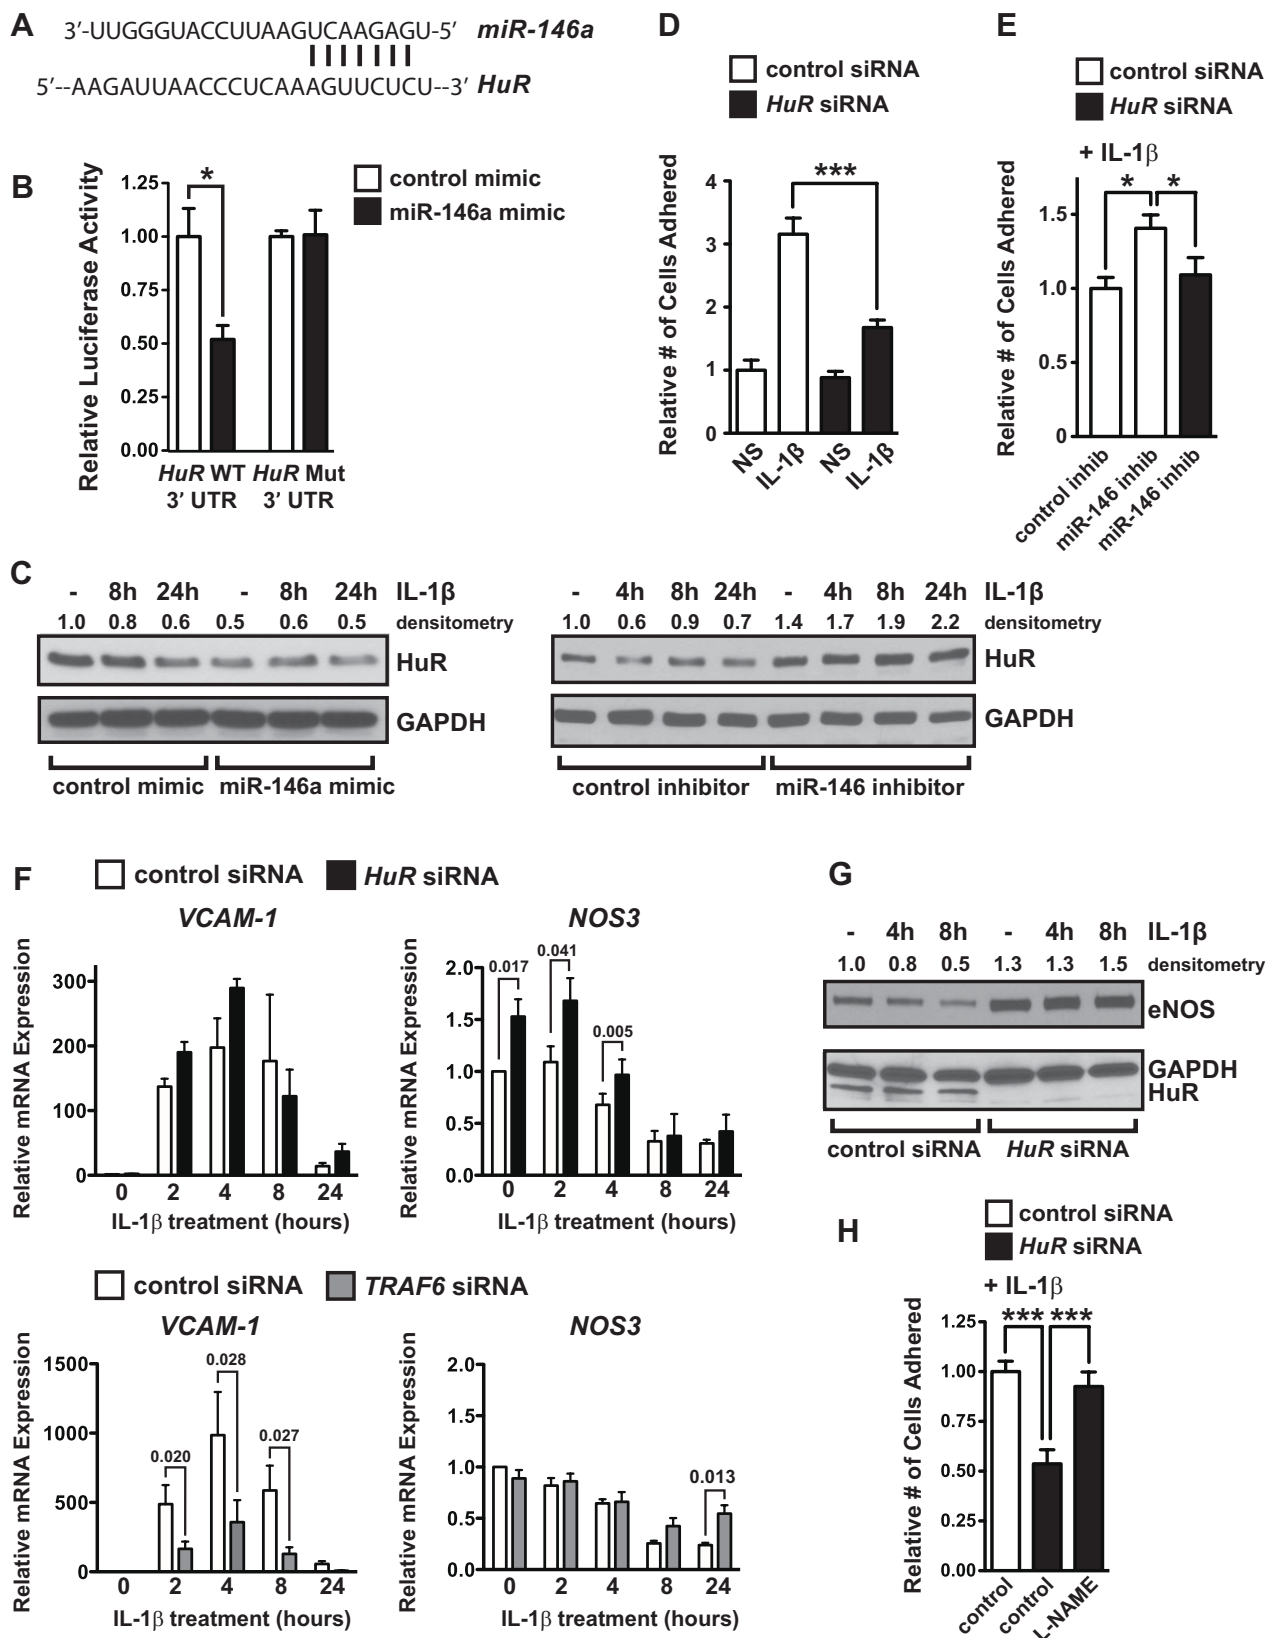 A
3’-UUGGGUACCUUAAGUCAAGAGU-5’ miR-146a
5’--AAGAUUAACCCUCAAAGUUCUCU--3’ HuR
B
control mimic
miR-146a mimic
Relative Luciferase Activity
1.25
1.00
0.75
0.50
0.25
0.00
*
HuR WT HuR Mut
3’ UTR 3’ UTR
D
control siRNA
HuR siRNA
Relative # of Cells Adhered
4
3
2
1
0
***
NS IL-1β NS IL-1β
E
control siRNA
HuR siRNA
+ IL-1β
Relative # of Cells Adhered
1.5
1.0
0.5
0
* *
control inhib miR-146 inhib miR-146 inhib
C
- 8h 24h - 8h 24h IL-1β
1.0 0.8 0.6 0.5 0.6 0.5 densitometry
HuR
GAPDH
control mimic miR-146a mimic
- 4h 8h 24h - 4h 8h 24h IL-1β
1.0 0.6 0.9 0.7 1.4 1.7 1.9 2.2 densitometry
HuR
GAPDH
control inhibitor miR-146 inhibitor
F
control siRNA HuR siRNA
VCAM-1
Relative mRNA Expression
300
200
100
0
0 2 4 8 24
IL-1β treatment (hours)
NOS3
Relative mRNA Expression
2.0
1.5
1.0
0.5
0.0
0.017 0.041 0.005
0 2 4 8 24
IL-1β treatment (hours)
control siRNA TRAF6 siRNA
VCAM-1
Relative mRNA Expression
1500
1000
500
0
0.020 0.028 0.027
0 2 4 8 24
IL-1β treatment (hours)
NOS3
Relative mRNA Expression
2.0
1.5
1.0
0.5
0.0
0.013
0 2 4 8 24
IL-1β treatment (hours)
G
- 4h 8h - 4h 8h IL-1β
1.0 0.8 0.5 1.3 1.3 1.5 densitometry
eNOS
GAPDH
HuR
control siRNA HuR siRNA
H
control siRNA
HuR siRNA
+ IL-1β
Relative # of Cells Adhered
1.25
1.00
0.75
0.50
0.25
0.00
*** ***
control control L-NAME